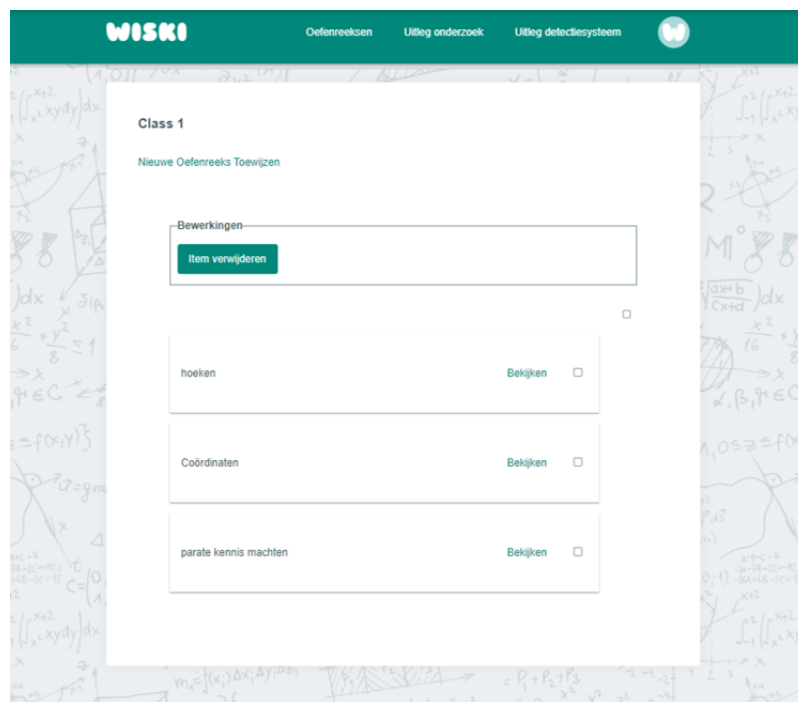 WISKI Oefenreeksen Uitleg onderzoek Uitleg detectiesysteem
Class 1
Nieuwe Oefenreeks Toewijzen
Bewerkingen
Item verwijderen
hoeken Bekijken
Coördinaten Bekijken
parate kennis machten Bekijken